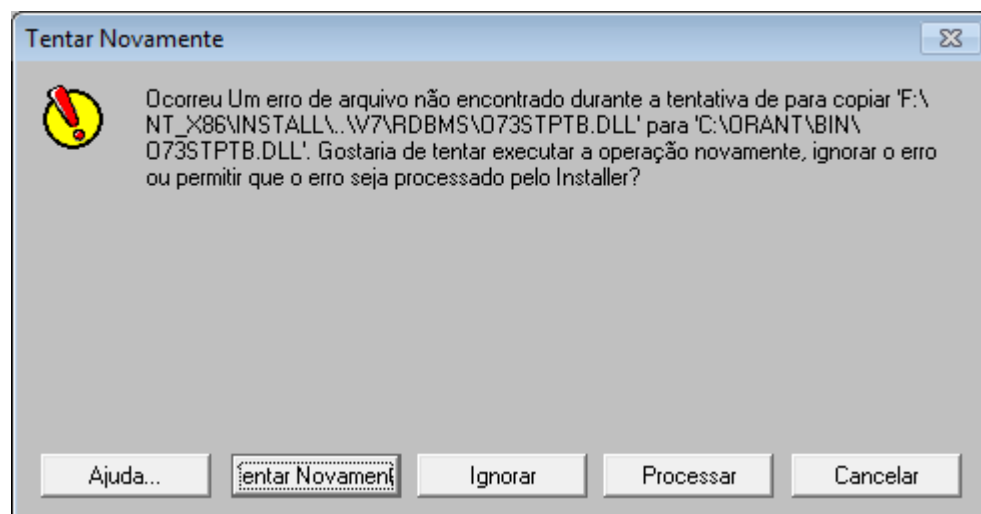 Tentar Novamente
Ocorreu Um erro de arquivo não encontrado durante a tentativa de para copiar 'F:\
NT_X86\INSTALL\..\V7\RDBMS\O73STPTB.DLL' para 'C:\ORANT\BIN\
O73STPTB.DLL'. Gostaria de tentar executar a operação novamente, ignorar o erro
ou permitir que o erro seja processado pelo Installer?
Ajuda... entar Novament Ignorar Processar Cancelar